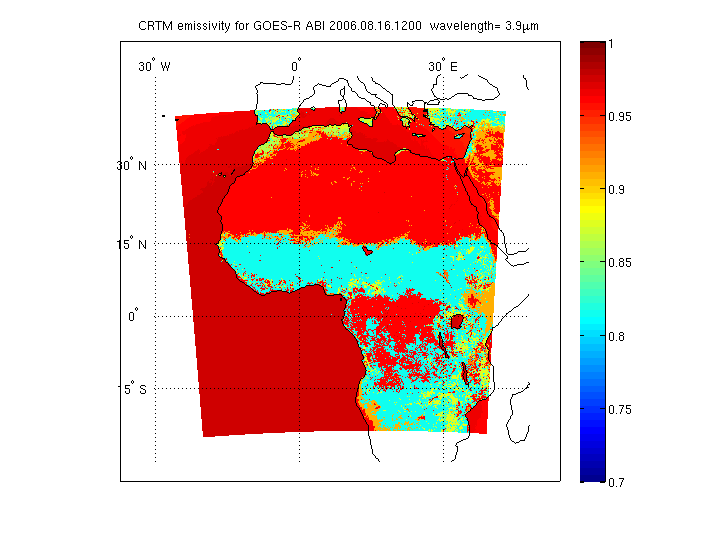 CRTM emissivity for GOES-R ABI 2006.08.16.1200 wavelength= 3.9μm
30° W 0° 30° E
30° N
15° N
0°
15° S
1
0.95
0.9
0.85
0.8
0.75
0.7